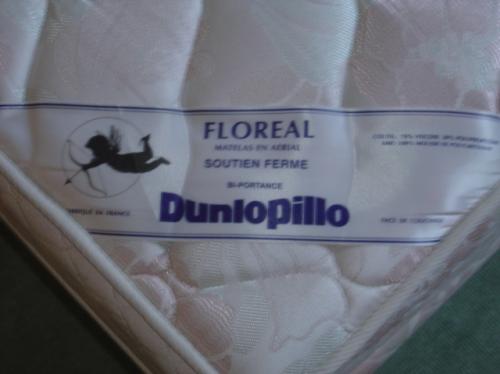 FLOREAL
MATELAS EN AERIAL
SOUTIEN FERME
BI-PORTANCE
Dunlopillo
FABRIQUE EN FRANCE
FACE DE COUCHAGE